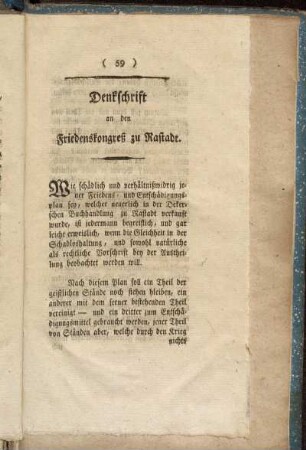 ( 59 )
Denkschrift
an den
Friedenskongreß zu Rastadt.
Wie schädlich und verhältnißwidrig je-
ner Friedens- und Entschädigungs-
plan sey, welcher neuerlich in der Beker-
schen Buchhandlung zu Rastadt verkauft
wurde, ist jedermann begreiflich, und gar
leicht erweislich, wenn die Gleichheit in der
Schadloshaltung, und sowohl natürliche
als rechtliche Vorschrift bey der Austhei-
lung beobachtet werden will.
Nach diesem Plan soll ein Theil der
geistlichen Stände noch stehen bleiben, ein
anderer mit dem ferner bestehenden Theil
vereinigt — und ein dritter zum Entschä-
digungsmittel gebraucht werden, jener Theil
von Ständen aber, welche durch den Krieg
nichts